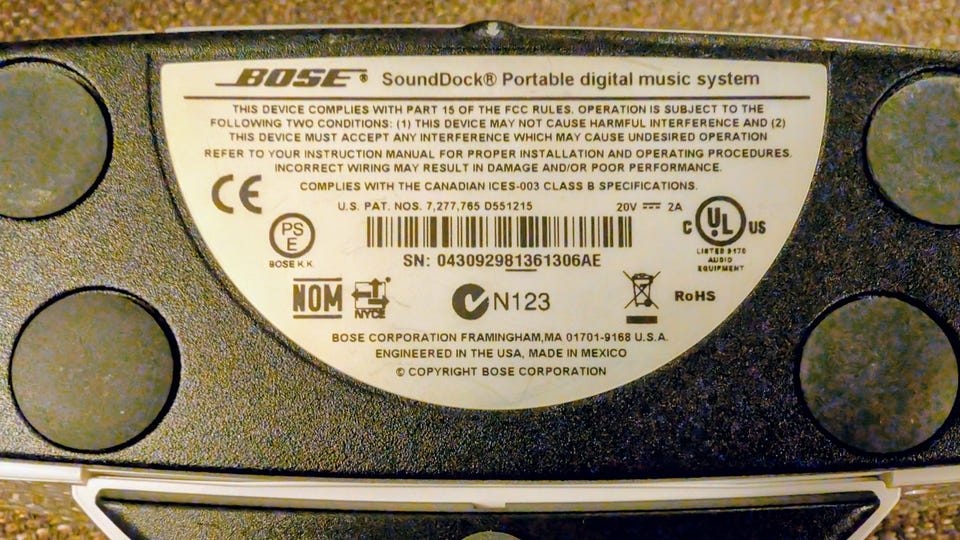 BOSE® SoundDock® Portable digital music system
THIS DEVICE COMPLIES WITH PART 15 OF THE FCC RULES. OPERATION IS SUBJECT TO THE
FOLLOWING TWO CONDITIONS: (1) THIS DEVICE MAY NOT CAUSE HARMFUL INTERFERENCE AND (2)
THIS DEVICE MUST ACCEPT ANY INTERFERENCE WHICH MAY CAUSE UNDESIRED OPERATION
REFER TO YOUR INSTRUCTION MANUAL FOR PROPER INSTALLATION AND OPERATING PROCEDURES.
INCORRECT WIRING MAY RESULT IN DAMAGE AND/OR POOR PERFORMANCE.
COMPLIES WITH THE CANADIAN ICES-003 CLASS B SPECIFICATIONS.
CE
U.S. PAT. NOS. 7,277,765 D551215
20V 2A
PS
E
BOSE K.K.
C UL US
LISTED 9170
AUDIO
EQUIPMENT
SN: 043092981361306AE
NOM
NYCE
N123
RoHS
BOSE CORPORATION FRAMINGHAM,MA 01701-9168 U.S.A.
ENGINEERED IN THE USA, MADE IN MEXICO
© COPYRIGHT BOSE CORPORATION